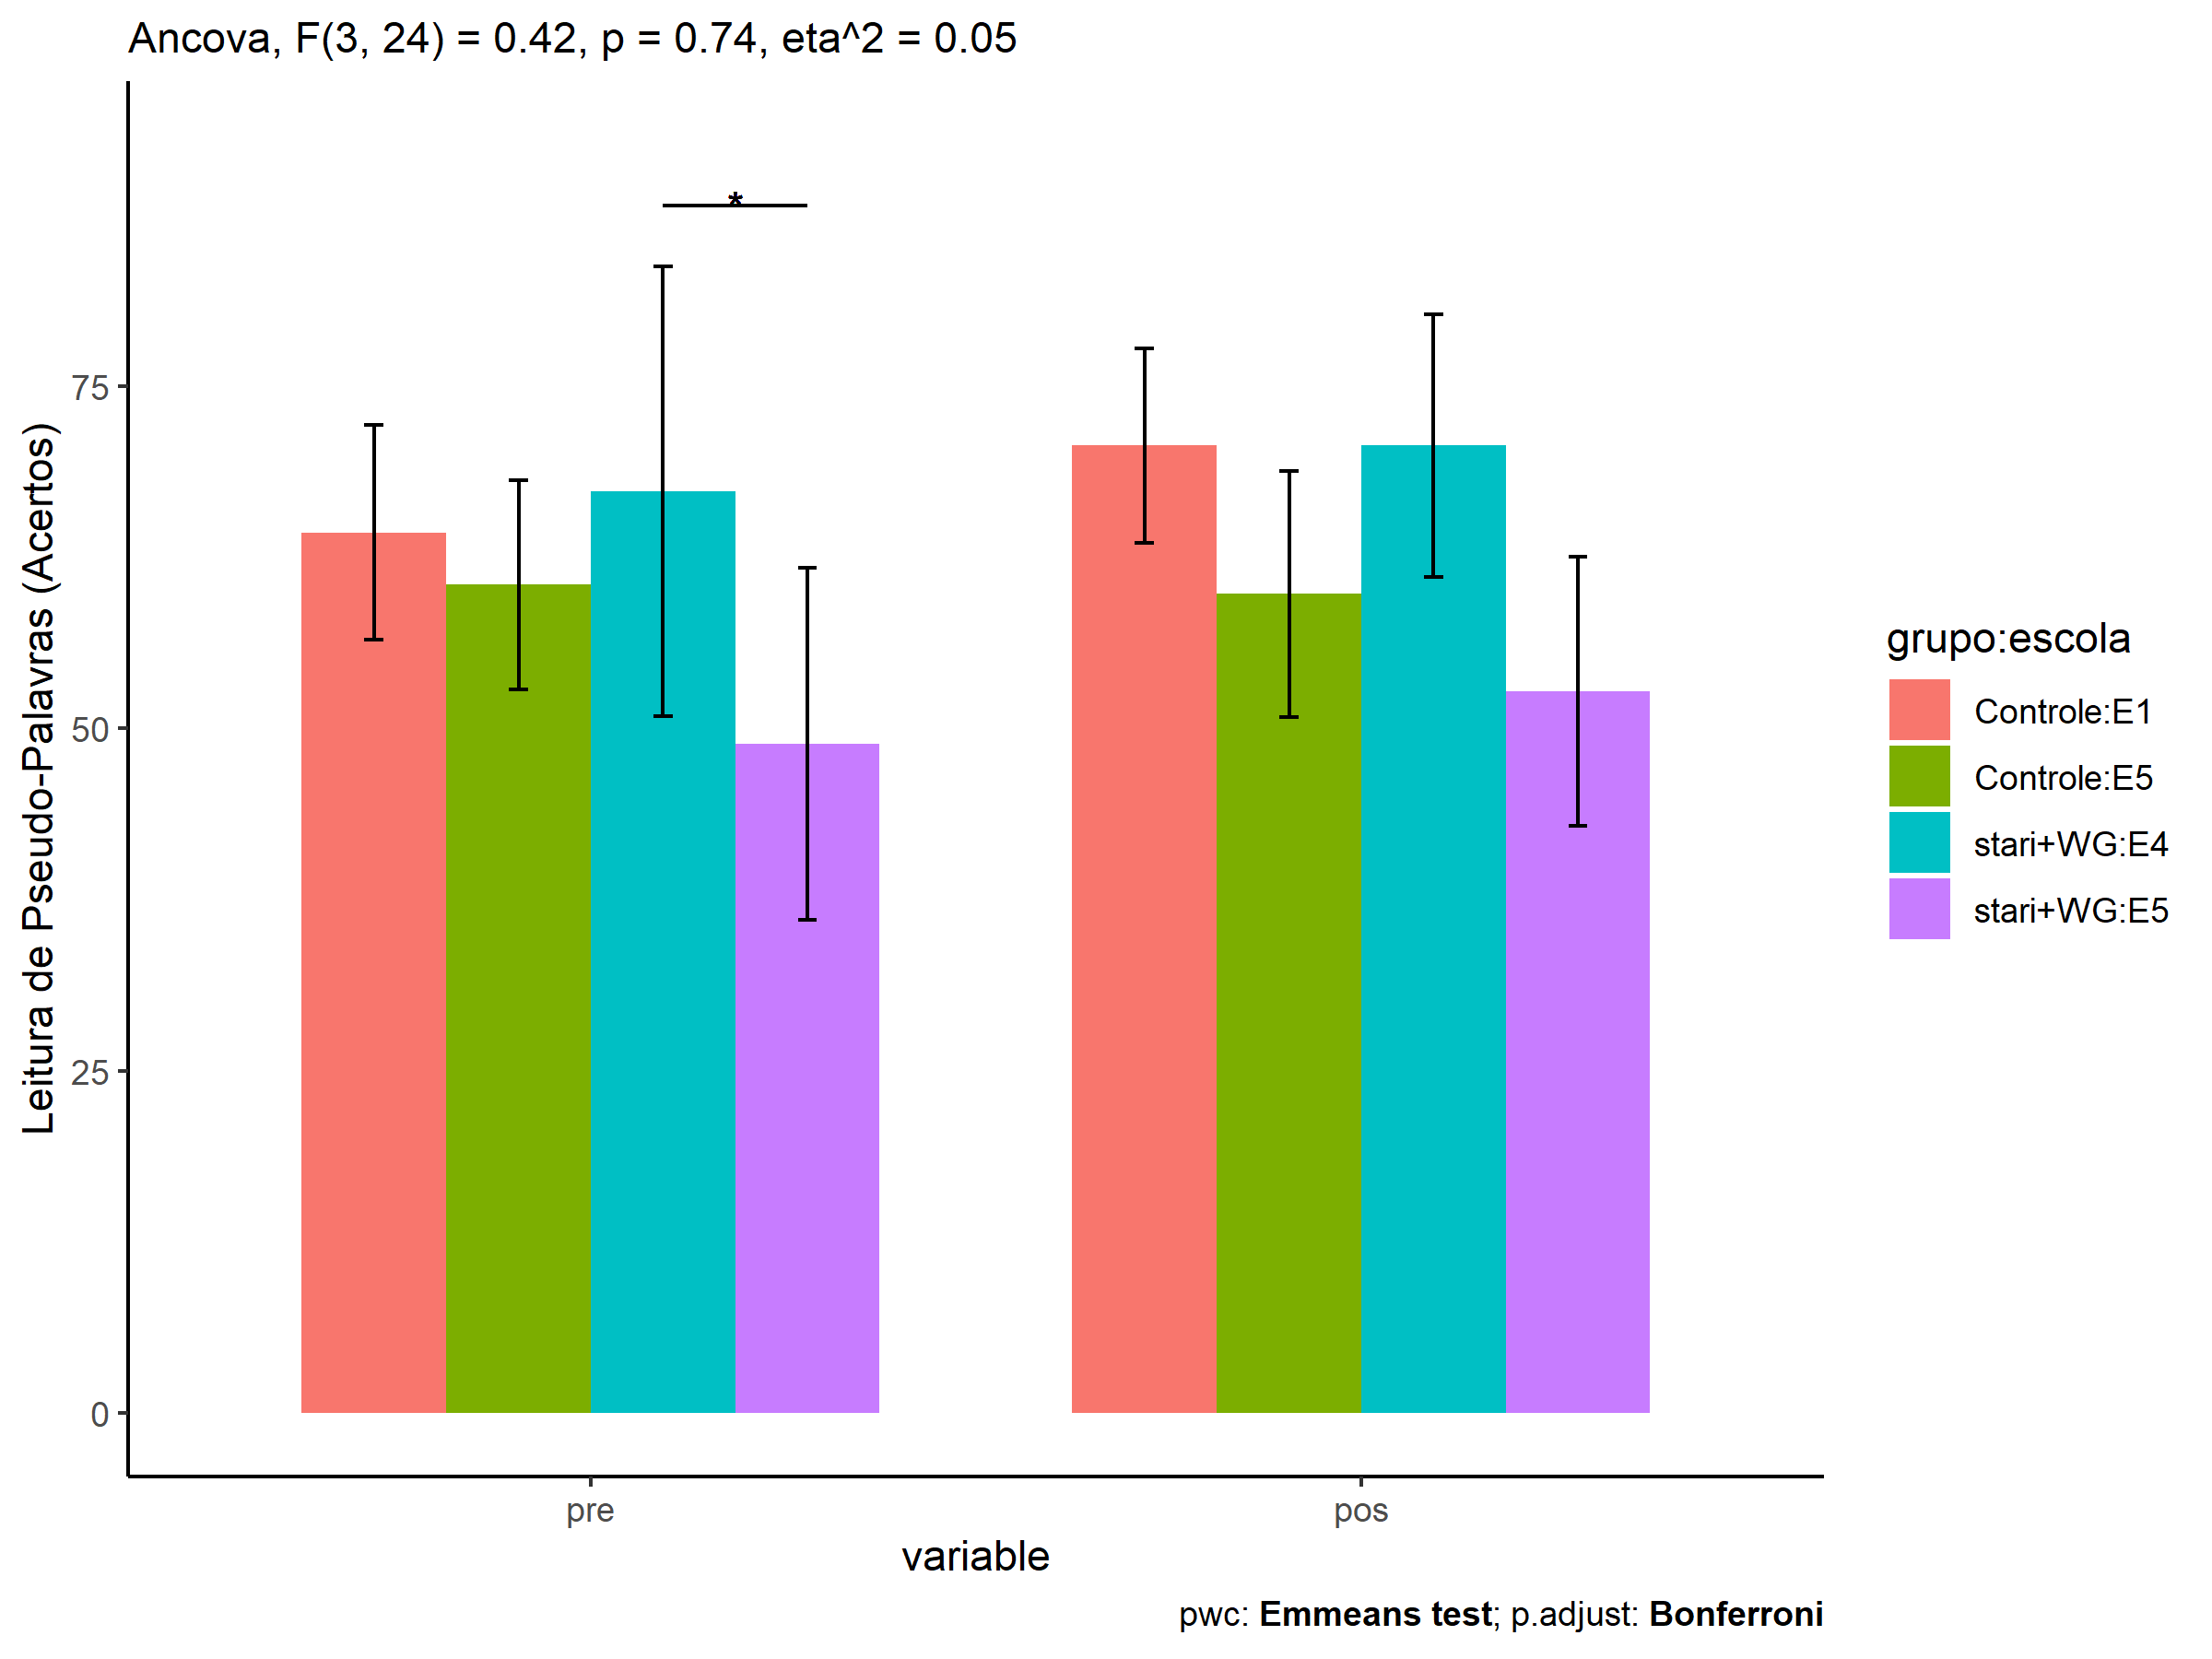 Ancova, F(3, 24) = 0.42, p = 0.74, eta^2 = 0.05
*
75
50
25
0
Leitura de Pseudo-Palavras (Acertos)
pre
pos
variable
grupo:escola
Controle:E1
Controle:E5
stari+WG:E4
stari+WG:E5
pwc: Emmeans test; p.adjust: Bonferroni